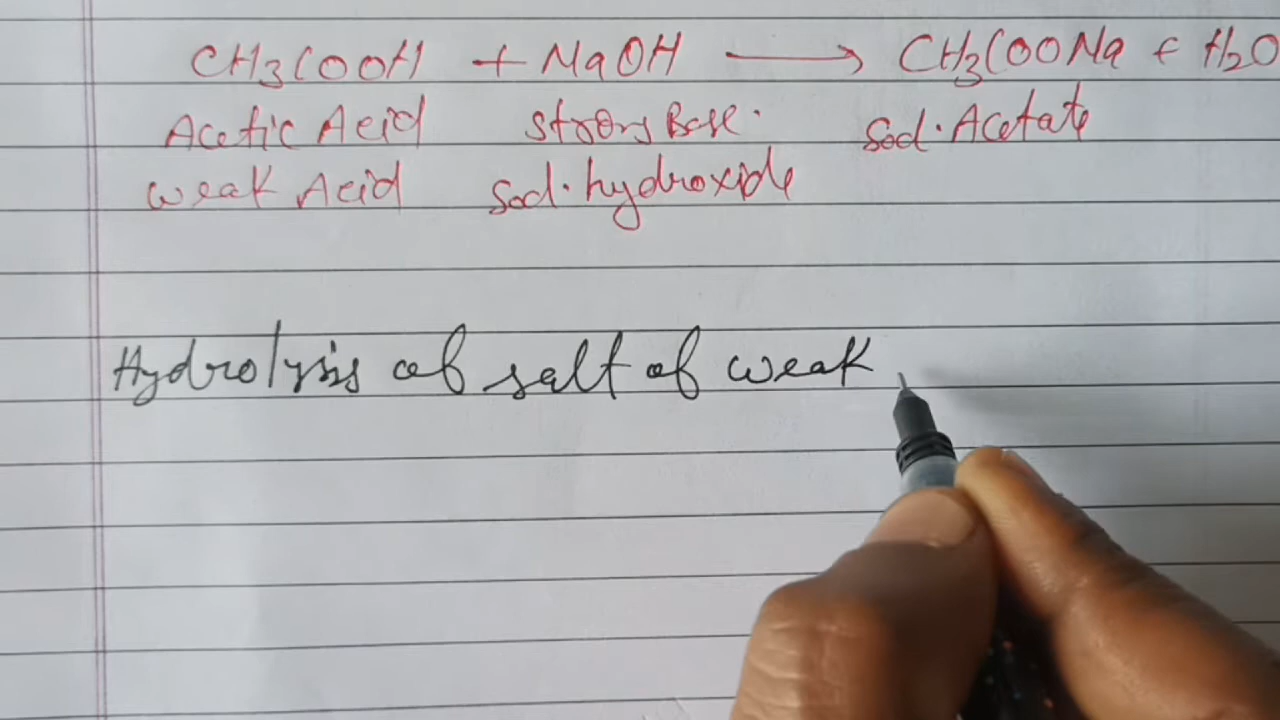 CH3COOH + NaOH ⟶ CH3COONa + H2O
Acetic Acid Strong Base. Sod. Acetate
weak Acid Sod. hydroxide
Hydrolysis of salt of weak